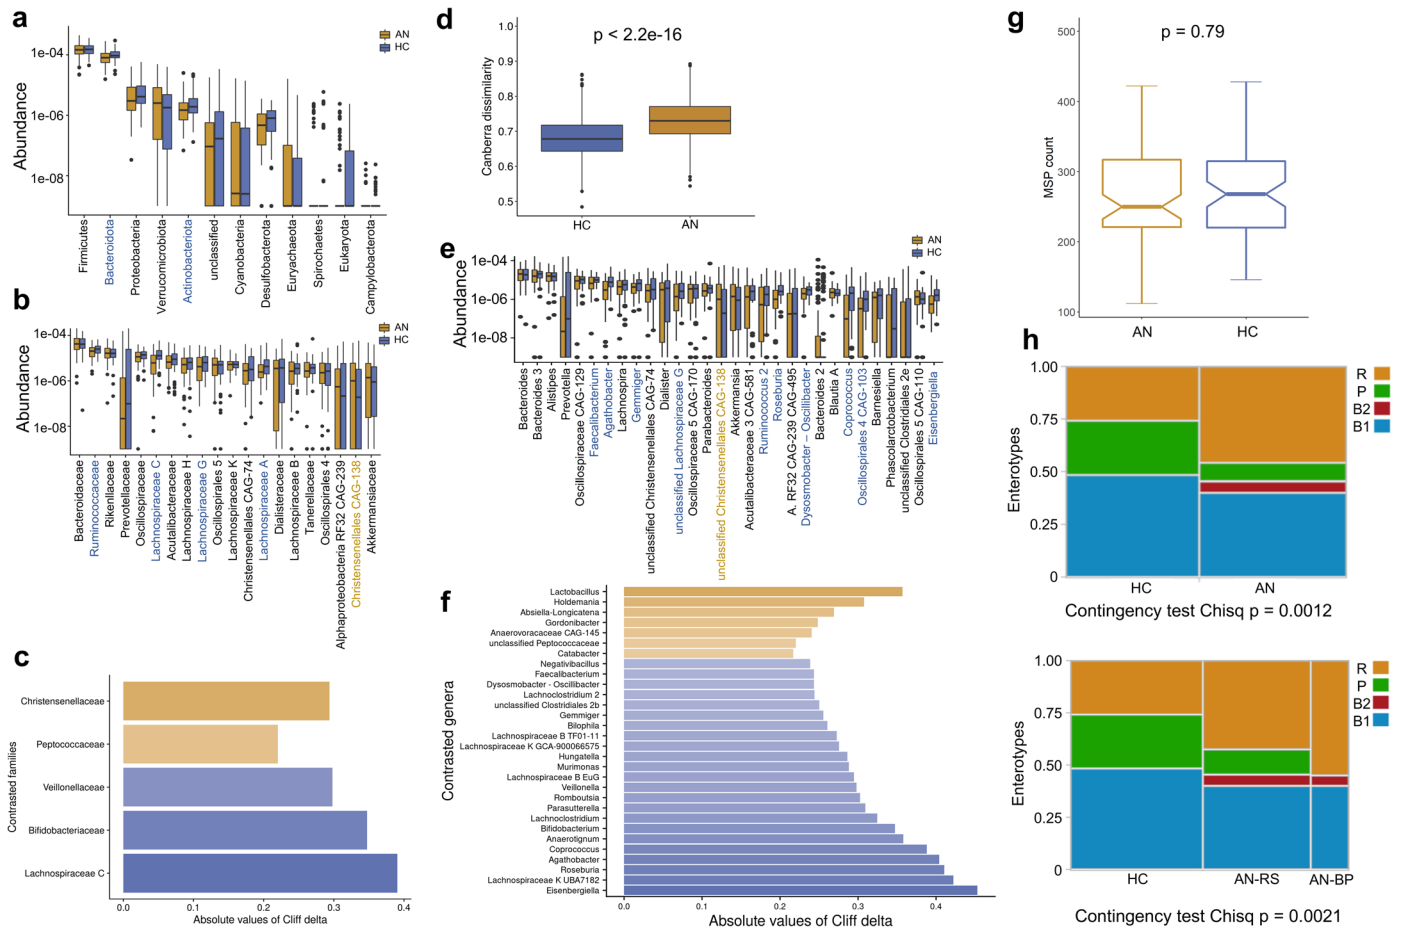 a
AN
HC
Abundance
1e-04
1e-06
1e-08
Firmicutes
Bacteroidota
Proteobacteria
Verrucomicrobiota
Actinobacteriota
unclassified
Cyanobacteria
Desulfobacterota
Euryachaeota
Spirochaetes
Eukaryota
Campylobacterota
b
AN
HC
Abundance
1e-04
1e-06
1e-08
Bacteroidaceae
Ruminococcaceae
Rikenellaceae
Prevotellaceae
Oscillospiraceae
Lachnospiraceae C
Acutalibacteraceae
Lachnospiraceae H
Lachnospiraceae G
Oscillospirales 5
Lachnospiraceae K
Christensenellales CAG-74
Lachnospiraceae A
Dialisteraceae
Lachnospiraceae B
Tannerellaceae
Oscillospirales 4
Alphaproteobacteria RF32 CAG-239
Christensenellales CAG-138
Akkermansiaceae
c
Contrasted families
Christensenellaceae
Peptococcaceae
Veillonellaceae
Bifidobacteriaceae
Lachnospiraceae C
0.0
0.1
0.2
0.3
0.4
Absolute values of Cliff delta
d
p < 2.2e-16
Canberra dissimilarity
1.0
0.9
0.8
0.7
0.6
0.5
HC
AN
e
AN
HC
Abundance
1e-04
1e-06
1e-08
Bacteroides
Bacteroides 3
Alistipes
Prevotella
Oscillospiraceae CAG-129
Faecalibacterium
Agathobacter
Lachnospira
Gemmiger
unclassified Christensenellales CAG-74
Dialister
unclassified Lachnospiraceae G
Oscillospiraceae 5 CAG-170
Parabacteroides
unclassified Christensenellales CAG-138
Akkermansia
Acutalibacteraceae 3 CAG-581
Ruminococcus 2
Roseburia
A. RF32 CAG-239 CAG-495
Dysosmobacter – Oscillibacter
Bacteroides 2
Blautia A
Coprococcus
Oscillospirales 4 CAG-103
Barnesiella
Phascolarctobacterium
unclassified Clostridiales 2e
Oscillospirales 5 CAG-110
Eisenbergiella
f
Contrasted genera
Lactobacillus
Holdemania
Absiella-Longicatena
Gordonibacter
Anaerovoracaceae CAG-145
unclassified Peptococcaceae
Catabacter
Negativibacillus
Faecalibacterium
Dysosmobacter - Oscillibacter
Lachnoclostridium 2
unclassified Clostridiales 2b
Gemmiger
Bilophila
Lachnospiraceae B TF01-11
Lachnospiraceae K GCA-900066575
Hungatella
Murimonas
Lachnospiraceae B EuG
Veillonella
Romboutsia
Parasutterella
Lachnoclostridium
Bifidobacterium
Anaerotignum
Coprococcus
Agathobacter
Roseburia
Lachnospiraceae K UBA7182
Eisenbergiella
0.0
0.1
0.2
0.3
0.4
Absolute values of Cliff delta
g
p = 0.79
MSP count
500
400
300
200
100
AN
HC
h
Enterotypes
1.00
0.75
0.50
0.25
0
R
P
B2
B1
HC
AN
Contingency test Chisq p = 0.0012
Enterotypes
1.00
0.75
0.50
0.25
0
R
P
B2
B1
HC
AN-RS
AN-BP
Contingency test Chisq p = 0.0021